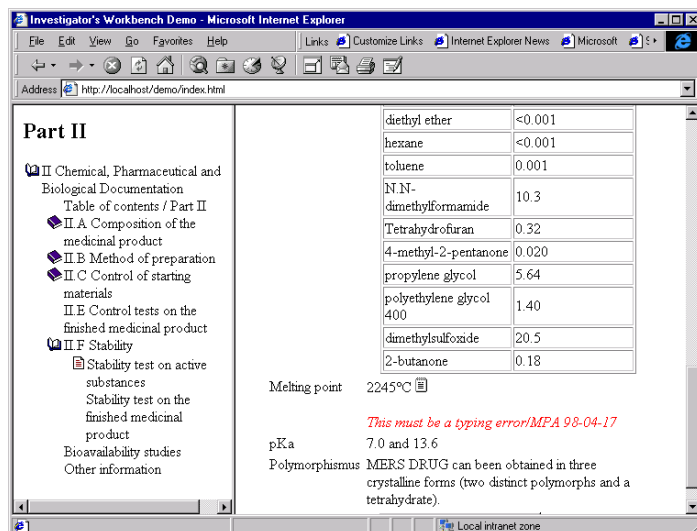 Investigator's Workbench Demo - Microsoft Internet Explorer
File Edit View Go Favorites Help
Links Customize Links Internet Explorer News Microsoft
Address http://localhost/demo/index.html
Part II
II Chemical, Pharmaceutical and
Biological Documentation
Table of contents / Part II
II.A Composition of the
medicinal product
II.B Method of preparation
II.C Control of starting
materials
II.E Control tests on the
finished medicinal product
II.F Stability
Stability test on active
substances
Stability test on the
finished medicinal
product
Bioavailability studies
Other information
diethyl ether <0.001
hexane <0.001
toluene 0.001
N.N-
dimethylformamide 10.3
Tetrahydrofuran 0.32
4-methyl-2-pentanone 0.020
propylene glycol 5.64
polyethylene glycol
400 1.40
dimethylsulfoxide 20.5
2-butanone 0.18
Melting point 2245°C
This must be a typing error/MPA 98-04-17
pKa 7.0 and 13.6
Polymorphismus MERS DRUG can been obtained in three
crystalline forms (two distinct polymorphs and a
tetrahydrate).
Local intranet zone